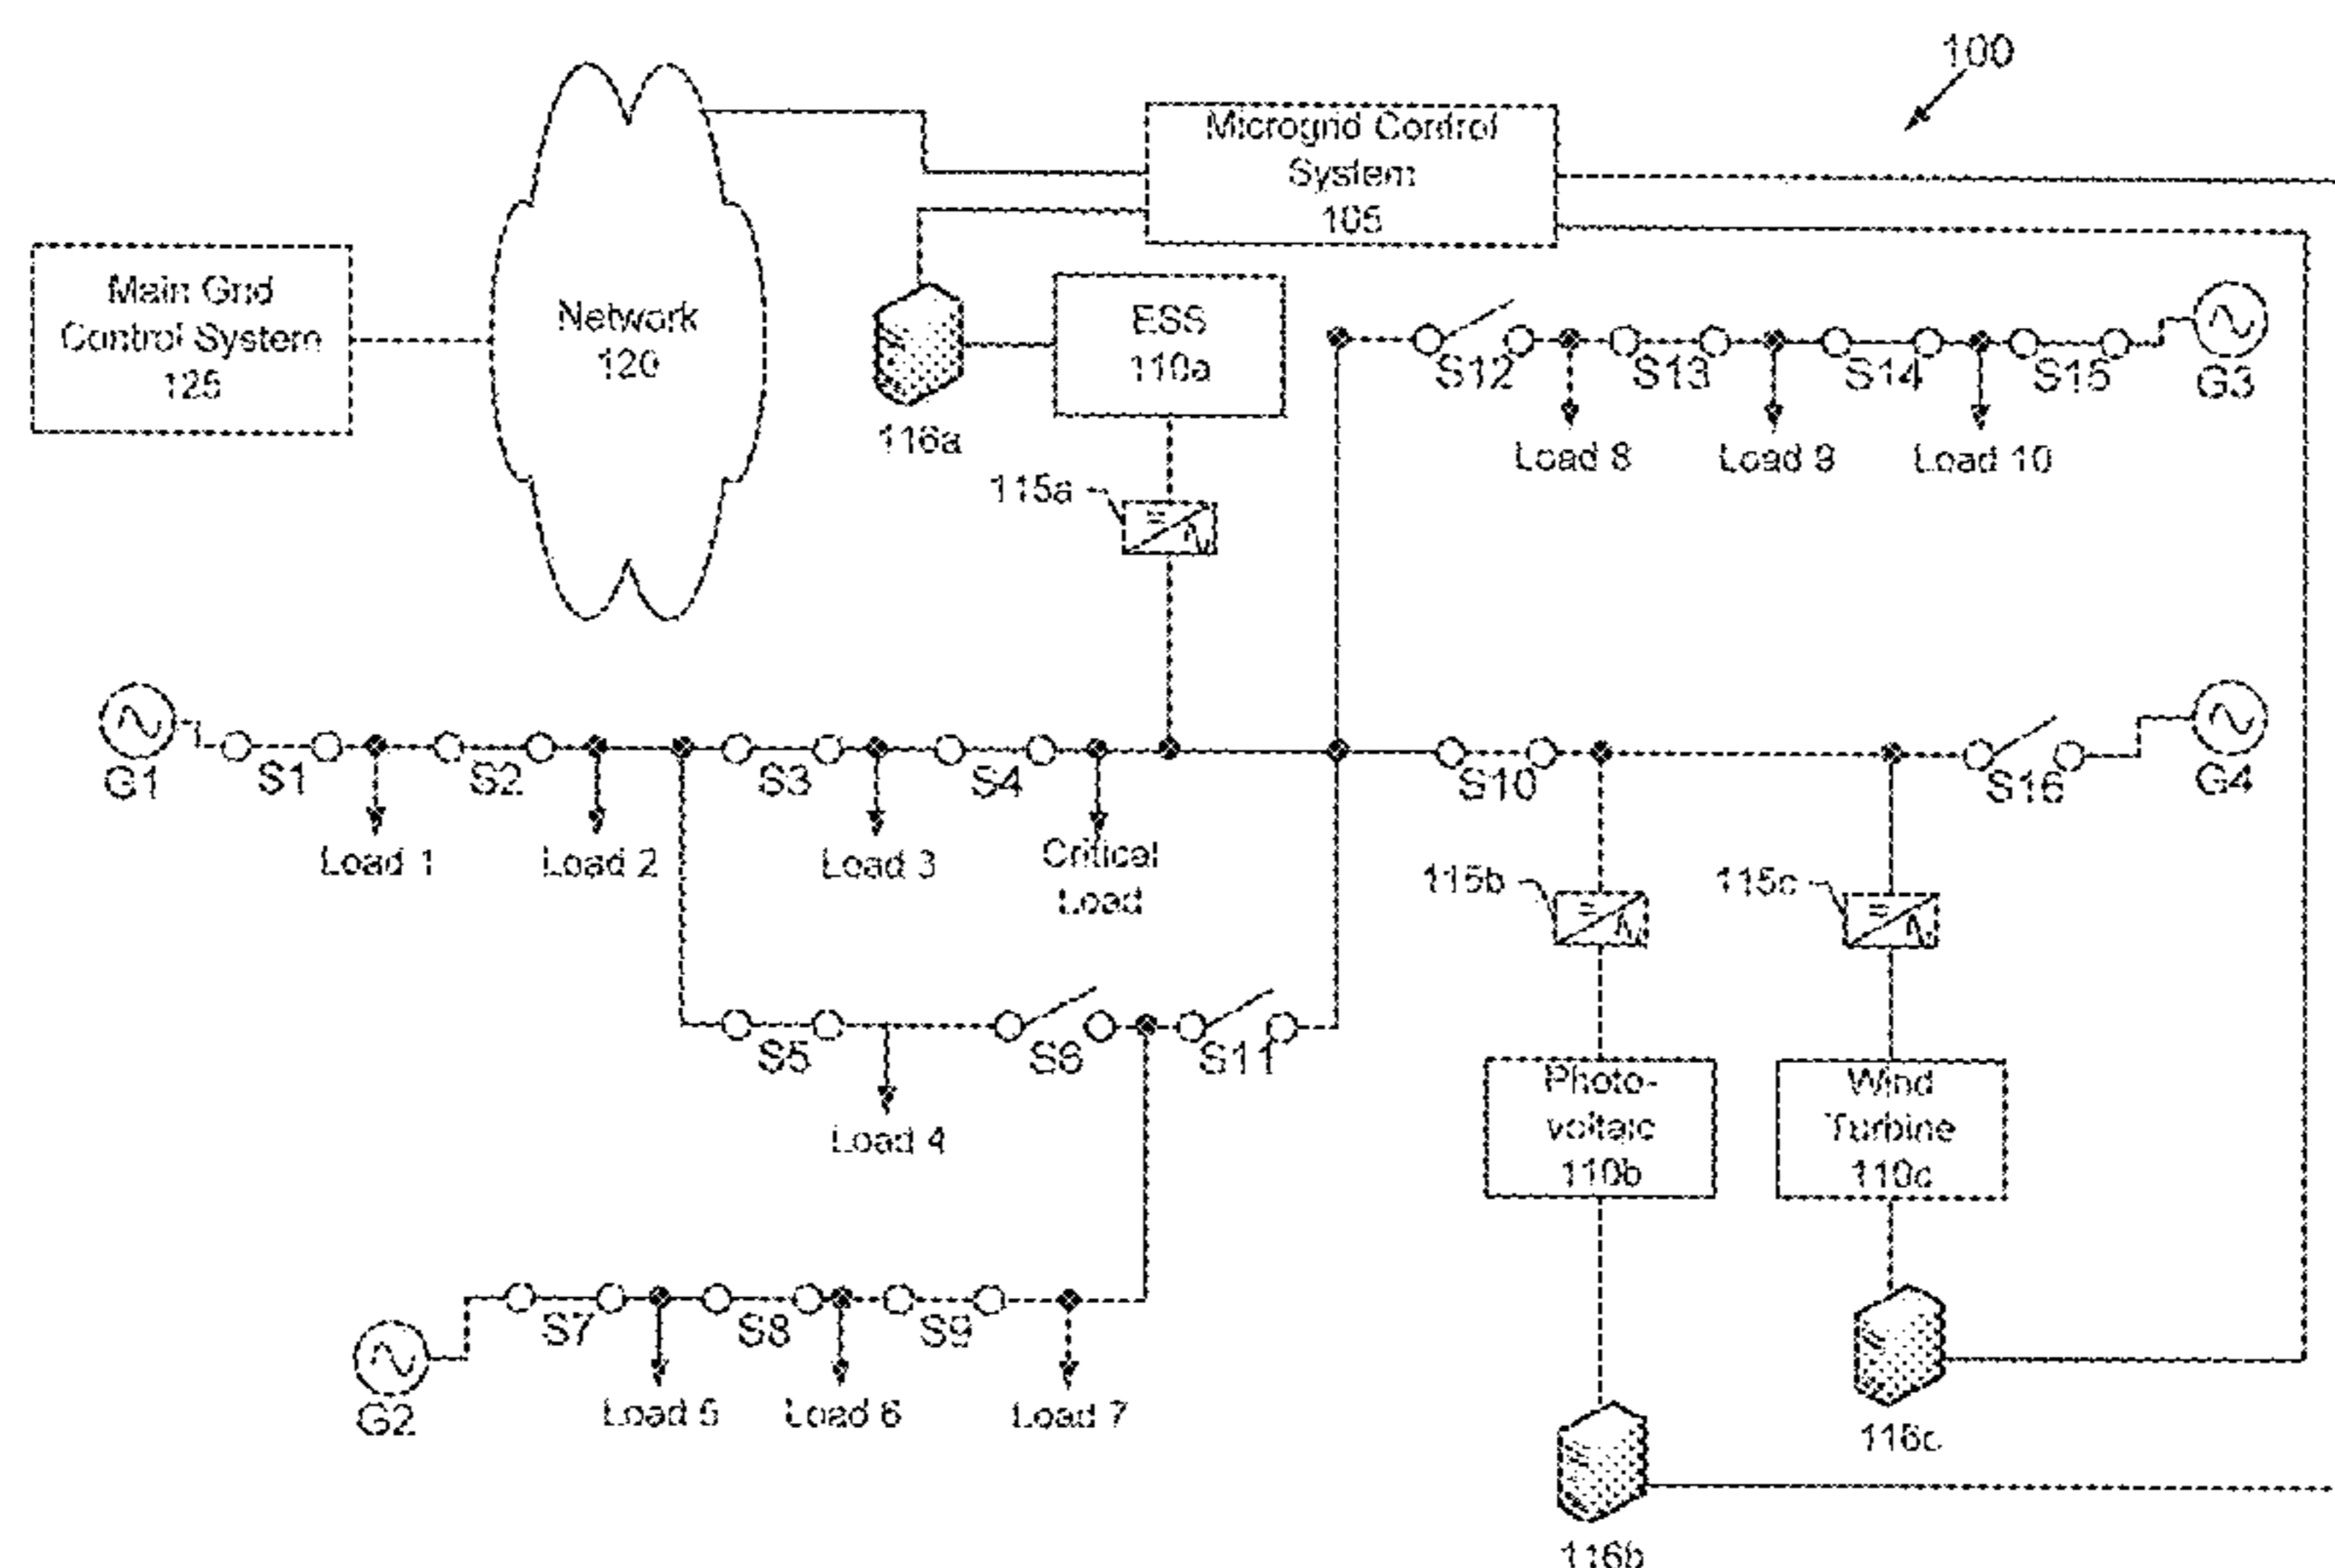 100
Microgrid Control
System
105
Main Grid
Control System
125
Network
120
ESS
110a
116a
115a
S12
S13
S14
S15
G3
Load 8
Load 9
Load 10
G1
S1
S2
S3
S4
S10
S16
G4
Load 1
Load 2
Load 3
Critical
Load
115b
115c
S5
S6
S11
Load 4
Photo-
voltaic
110b
Wind
Turbine
110c
G2
S7
S8
S9
Load 5
Load 6
Load 7
116c
116b